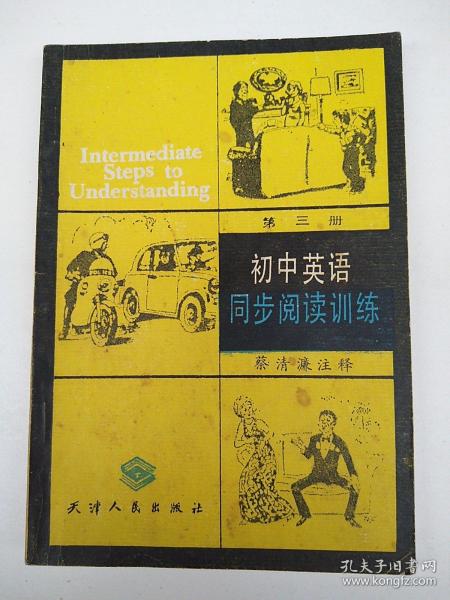 Intermediate
Steps to
Understanding
第三册
初中英语
同步阅读训练
蔡清濂注释
天津人民出版社
孔夫子旧书网
www.kongfz.com